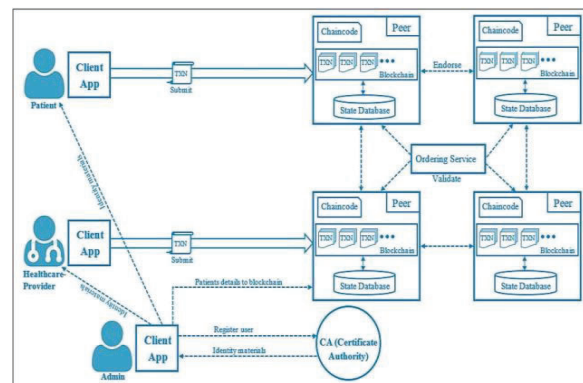 Chaincode
Peer
TXN TXN TXN
Blockchain
State Database
Chaincode
Peer
TXN TXN TXN
Blockchain
State Database
Endorse
Client
App
TXN
Submit
Patient
Ordering Service
Validate
Identity materials
Chaincode
Peer
TXN TXN TXN
Blockchain
State Database
Chaincode
Peer
TXN TXN TXN
Blockchain
State Database
Client
App
TXN
Submit
Healthcare-
Provider
Identity materials
Patients details to blockchain
Client
App
Admin
Register user
Identity materials
CA (Certificate
Authority)